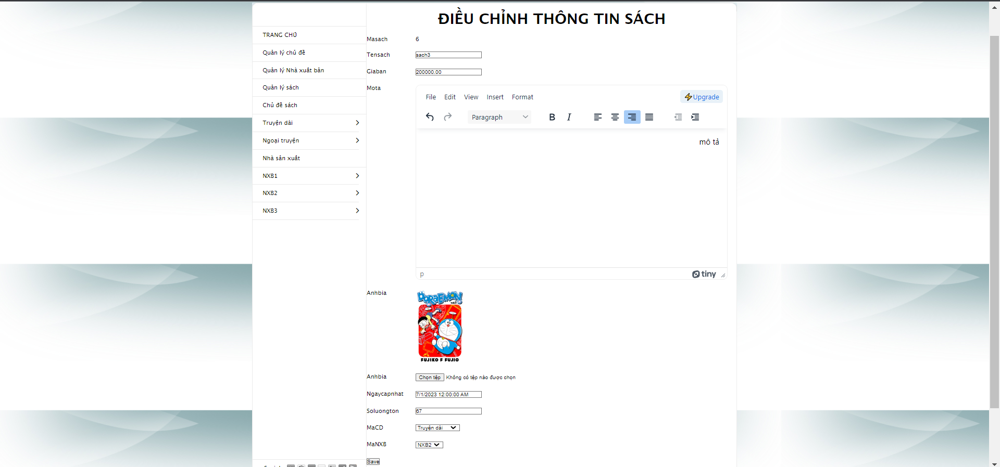 TRANG CHỦ
Quản lý chủ đề
Quản lý Nhà xuất bản
Quản lý sách
Chủ đề sách
Truyện dài
Ngoại truyện
Nhà sản xuất
NXB1
NXB2
NXB3
ĐIỀU CHỈNH THÔNG TIN SÁCH
Masach 6
Tensach sach3
Giaban 200000.00
Mota
File Edit View Insert Format Upgrade
Paragraph B I
mô tả
p tiny
Anhbia
DORAEMON
vol.1
FUJIKO F FUJIO
Anhbia Chọn tệp Không có tệp nào được chọn
Ngaycapnhat 7/1/2023 12:00:00 AM
Soluongton 67
MaCD Truyện dài
MaNXB NXB2
Save